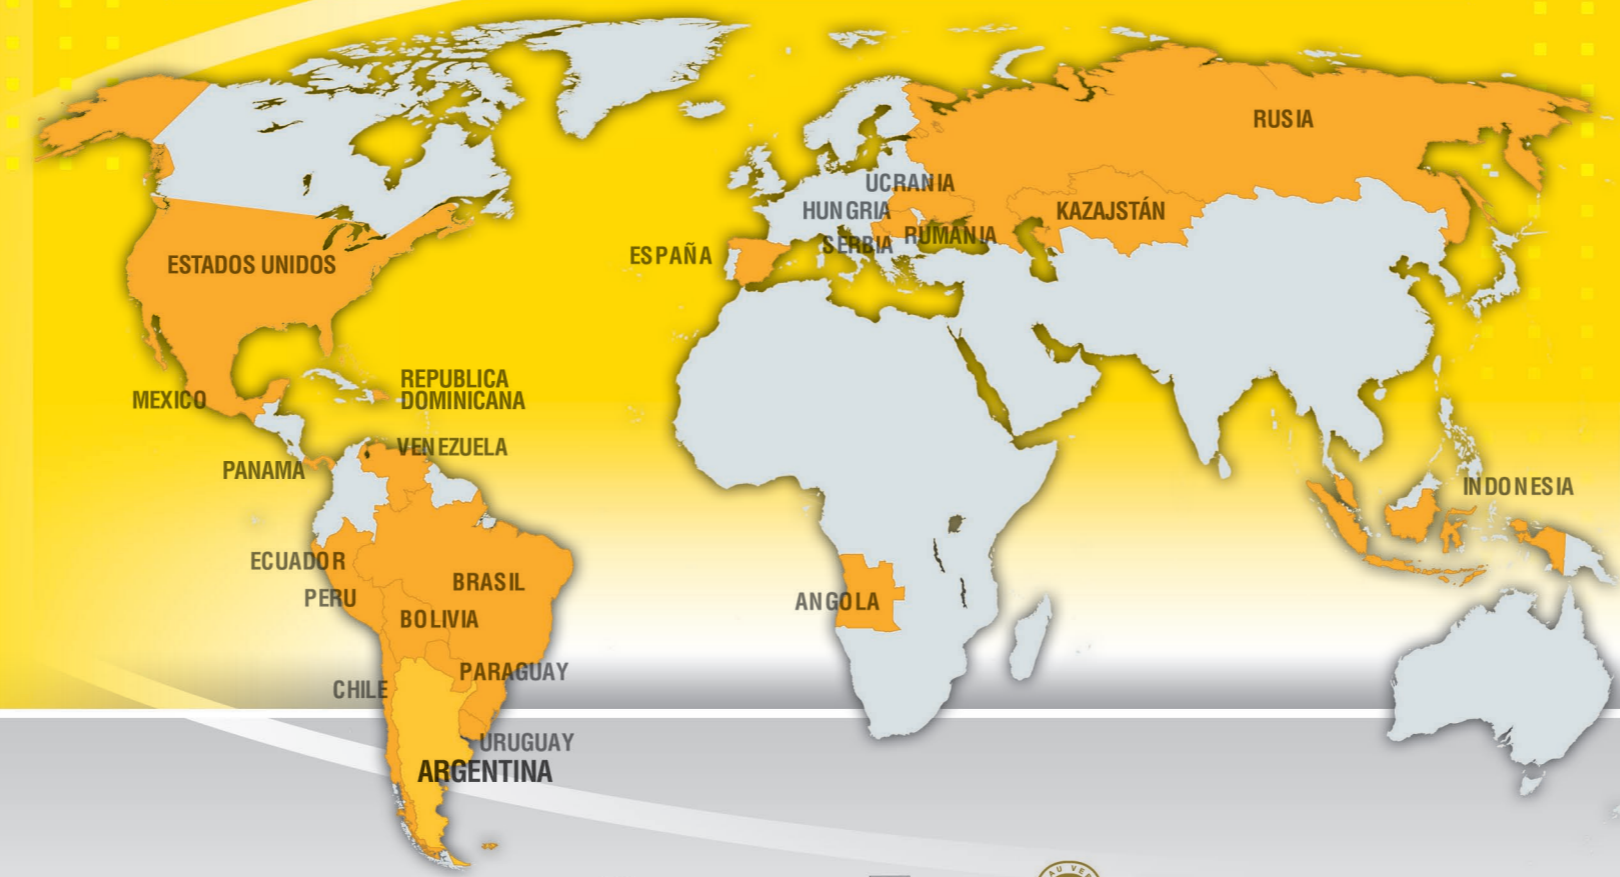 RUSIA
UCRANIA
HUNGRIA
KAZAJSTÁN
SERBIA
RUMANIA
ESPAÑA
ESTADOS UNIDOS
MEXICO
REPUBLICA
DOMINICANA
VENEZUELA
PANAMA
INDONESIA
ECUADOR
BRASIL
PERU
ANGOLA
BOLIVIA
PARAGUAY
CHILE
URUGUAY
ARGENTINA